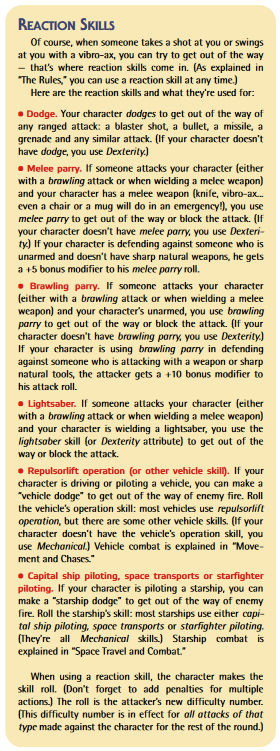 REACTION SKILLS
Of course, when someone takes a shot at you or swings
at you with a vibro-ax, you can try to get out of the way
— that's where reaction skills come in. (As explained in
"The Rules," you can use a reaction skill at any time.)
Here are the reaction skills and what they're used for:
● Dodge. Your character dodges to get out of the way of
any ranged attack: a blaster shot, a bullet, a missile, a
grenade and any similar attack. (If your character doesn't
have dodge, you use Dexterity.)
● Melee parry. If someone attacks your character (either
with a brawling attack or when wielding a melee weapon)
and your character has a melee weapon (knife, vibro-ax...
even a chair or a mug will do in an emergency!), you use
melee parry to get out of the way or block the attack. (If
your character doesn't have melee parry, you use Dexteri-
ty.) If your character is defending against someone who is
unarmed and doesn't have sharp natural weapons, he gets
a +5 bonus modifier to his melee parry roll.
● Brawling parry. If someone attacks your character
(either with a brawling attack or when wielding a melee
weapon) and your character's unarmed, you use brawling
parry to get out of the way or block the attack. (If your
character doesn't have brawling parry, you use Dexterity.)
If your character is using brawling parry in defending
against someone who is attacking with a weapon or sharp
natural tools, the attacker gets a +10 bonus modifier to
his attack roll.
● Lightsaber. If someone attacks your character (either
with a brawling attack or when wielding a melee weapon)
and your character is wielding a lightsaber, you use the
lightsaber skill (or Dexterity attribute) to get out of the
way or block the attack.
● Repulsorlift operation (or other vehicle skill). If your
character is driving or piloting a vehicle, you can make a
"vehicle dodge" to get out of the way of enemy fire. Roll
the vehicle's operation skill: most vehicles use repulsorlift
operation, but there are some other vehicle skills. (If your
character doesn't have the vehicle's operation skill, you
use Mechanical.) Vehicle combat is explained in "Move-
ment and Chases."
● Capital ship piloting, space transports or starfighter
piloting. If your character is piloting a starship, you can
make a "starship dodge" to get out of the way of enemy
fire. Roll the starship's skill: most starships use either capi-
tal ship piloting, space transports or starfighter piloting.
(They're all Mechanical skills.) Starship combat is
explained in "Space Travel and Combat."
When using a reaction skill, the character makes the
skill roll. (Don't forget to add penalties for multiple
actions.) The roll is the attacker's new difficulty number.
(This difficulty number is in effect for all attacks of that
type made against the character for the rest of the round.)